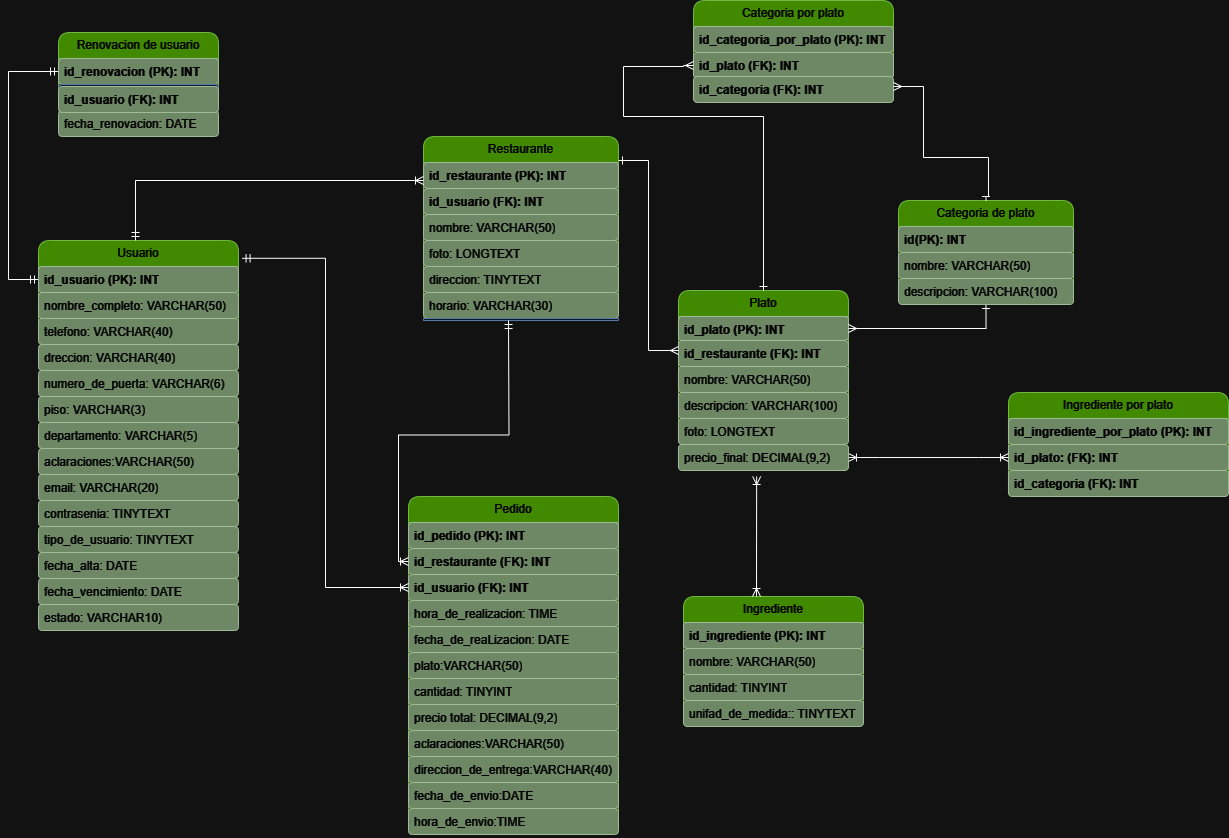 Categoria por plato
id_categoria_por_plato (PK): INT
id_plato (FK): INT
id_categoria (FK): INT
Renovacion de usuario
id_renovacion (PK): INT
id_usuario (FK): INT
fecha_renovacion: DATE
Restaurante
id_restaurante (PK): INT
id_usuario (FK): INT
nombre: VARCHAR(50)
foto: LONGTEXT
direccion: TINYTEXT
horario: VARCHAR(30)
Categoria de plato
id(PK): INT
nombre: VARCHAR(50)
descripcion: VARCHAR(100)
Usuario
id_usuario (PK): INT
nombre_completo: VARCHAR(50)
telefono: VARCHAR(40)
dreccion: VARCHAR(40)
numero_de_puerta: VARCHAR(6)
piso: VARCHAR(3)
departamento: VARCHAR(5)
aclaraciones:VARCHAR(50)
email: VARCHAR(20)
contrasenia: TINYTEXT
tipo_de_usuario: TINYTEXT
fecha_alta: DATE
fecha_vencimiento: DATE
estado: VARCHAR10)
Plato
id_plato (PK): INT
id_restaurante (FK): INT
nombre: VARCHAR(50)
descripcion: VARCHAR(100)
foto: LONGTEXT
precio_final: DECIMAL(9,2)
Ingrediente por plato
id_ingrediente_por_plato (PK): INT
id_plato: (FK): INT
id_categoria (FK): INT
Pedido
id_pedido (PK): INT
id_restaurante (FK): INT
id_usuario (FK): INT
hora_de_realizacion: TIME
fecha_de_reaLizacion: DATE
plato:VARCHAR(50)
cantidad: TINYINT
precio total: DECIMAL(9,2)
aclaraciones:VARCHAR(50)
direccion_de_entrega:VARCHAR(40)
fecha_de_envio:DATE
hora_de_envio:TIME
Ingrediente
id_ingrediente (PK): INT
nombre: VARCHAR(50)
cantidad: TINYINT
unifad_de_medida:: TINYTEXT